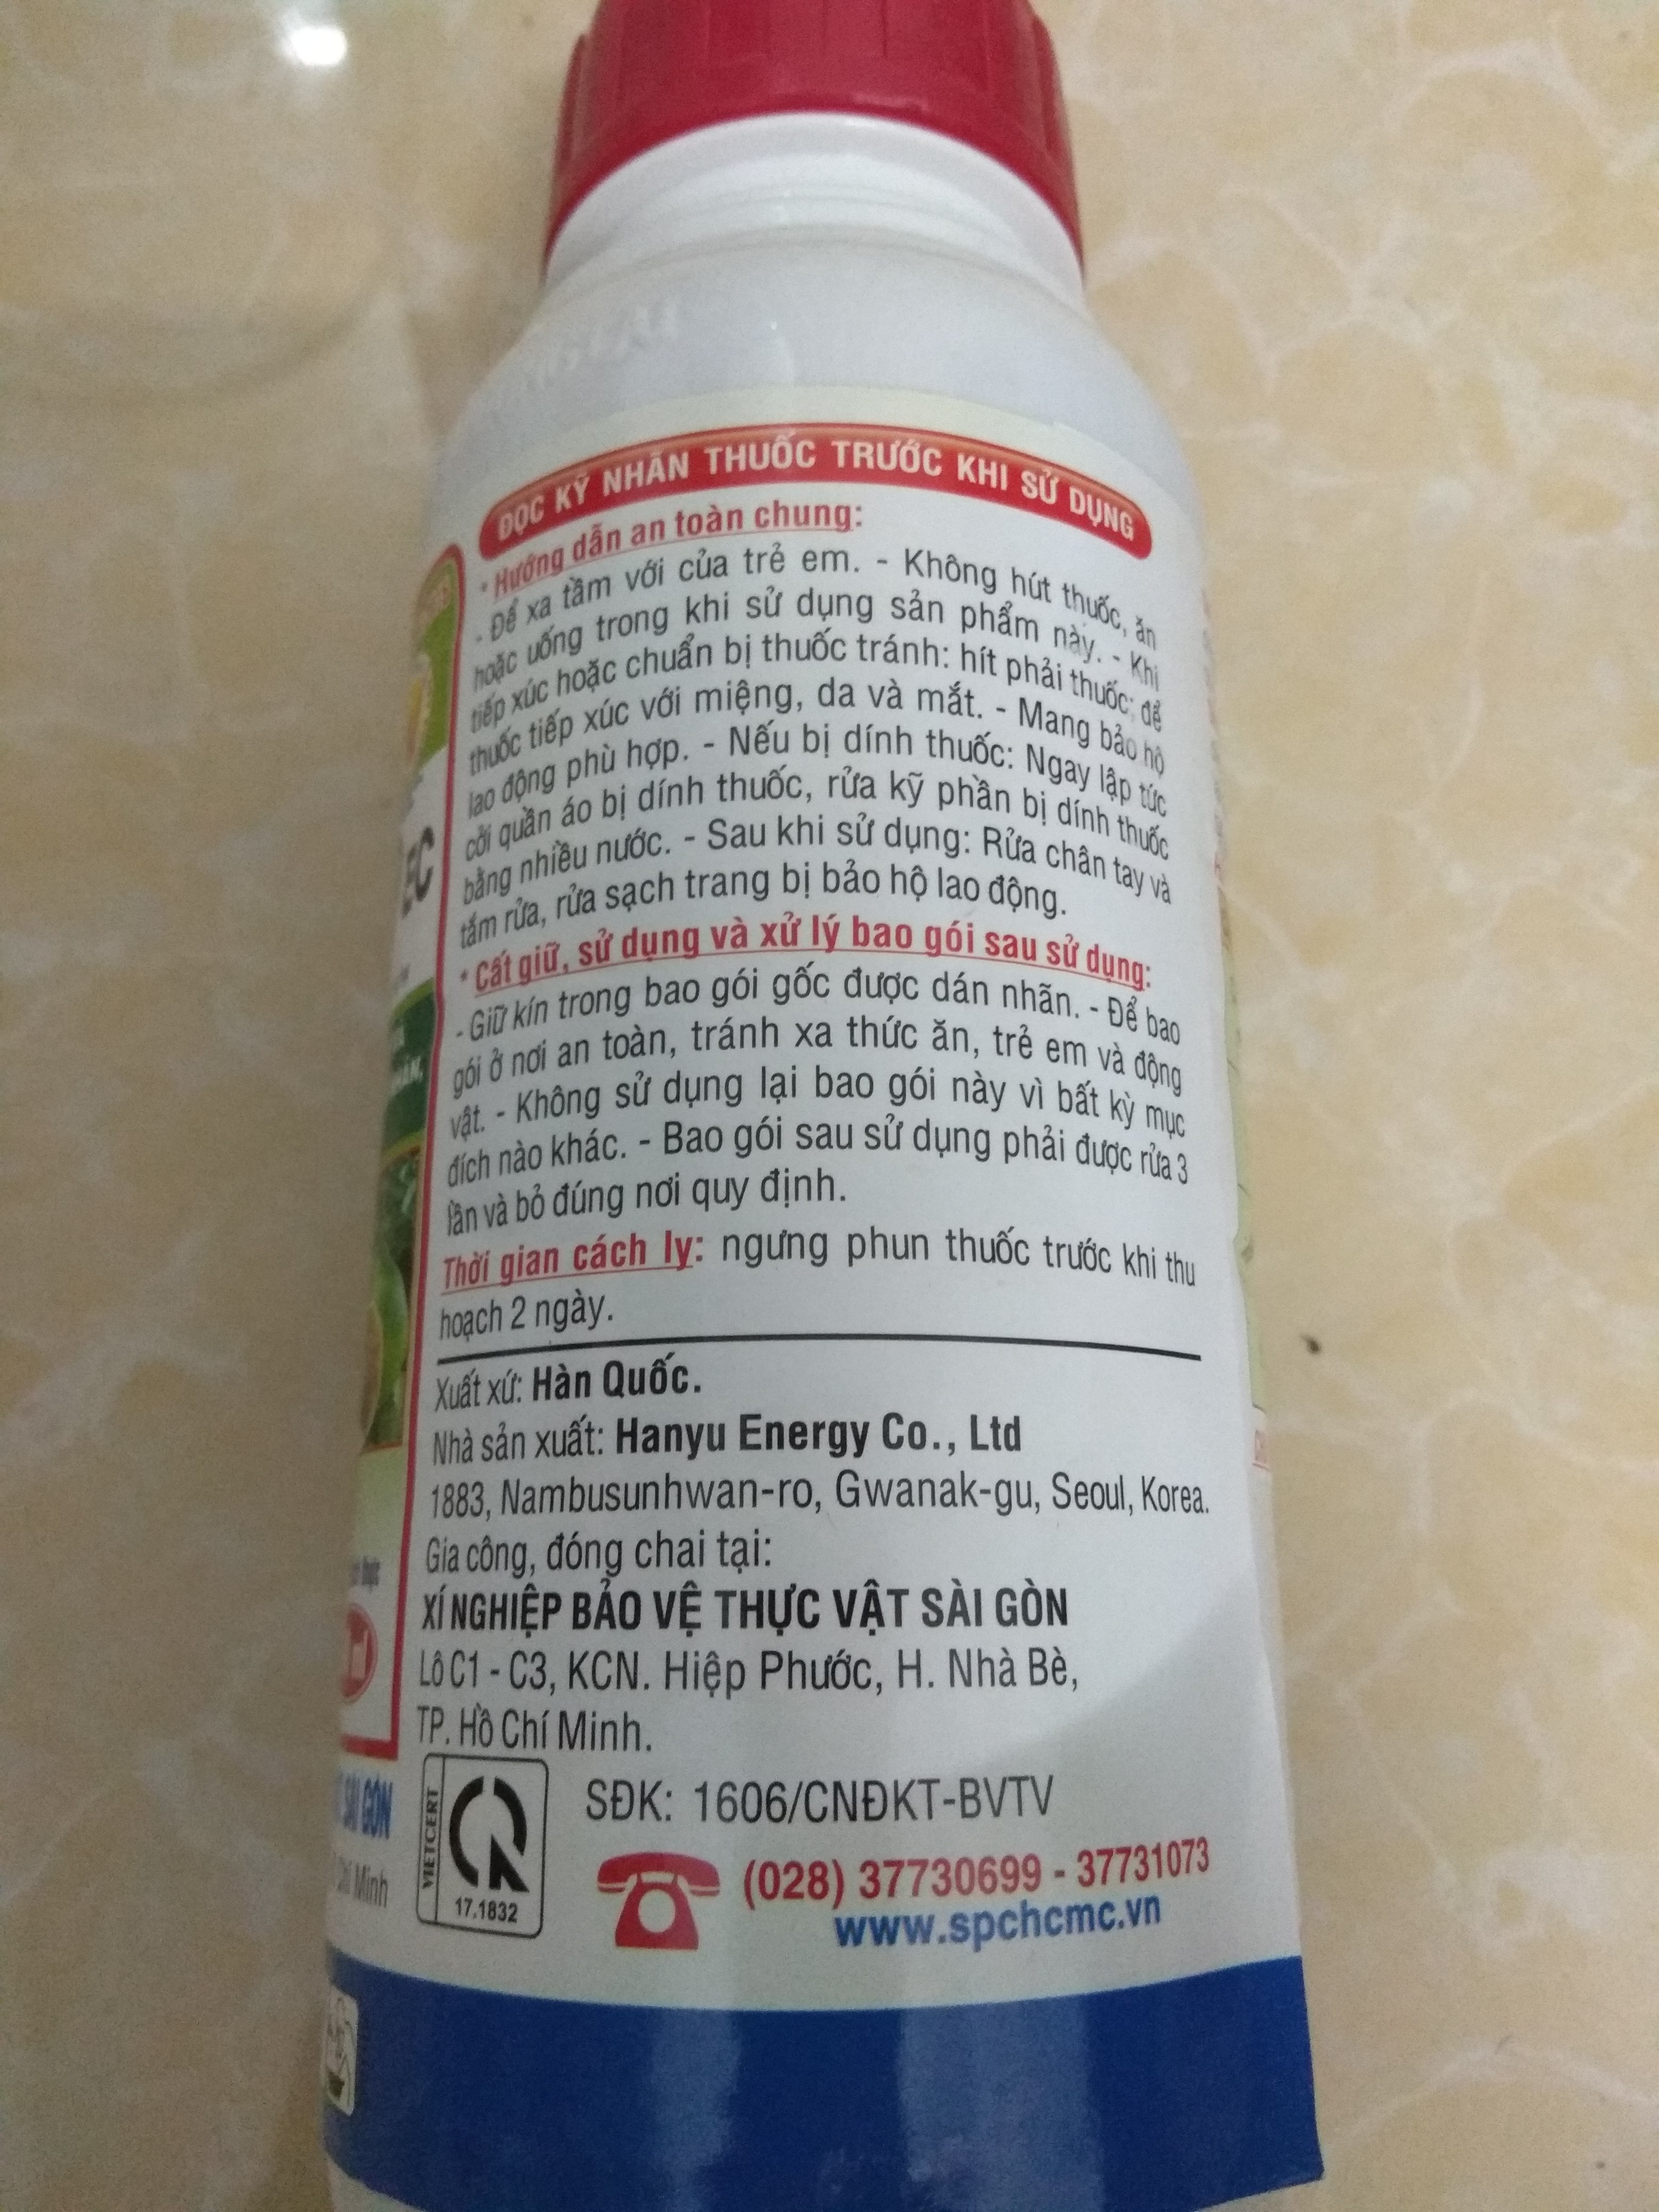 ĐỌC KỸ NHÃN THUỐC TRƯỚC KHI SỬ DỤNG
* Hướng dẫn an toàn chung:
- Để xa tầm với của trẻ em. - Không hút thuốc, ăn
hoặc uống trong khi sử dụng sản phẩm này. - Khi
tiếp xúc hoặc chuẩn bị thuốc tránh: hít phải thuốc; để
thuốc tiếp xúc với miệng, da và mắt. - Mang bảo hộ
lao động phù hợp. - Nếu bị dính thuốc: Ngay lập tức
cởi quần áo bị dính thuốc, rửa kỹ phần bị dính thuốc
bằng nhiều nước. - Sau khi sử dụng: Rửa chân tay và
tắm rửa, rửa sạch trang bị bảo hộ lao động.
* Cất giữ, sử dụng và xử lý bao gói sau sử dụng:
- Giữ kín trong bao gói gốc được dán nhãn. - Để bao
gói ở nơi an toàn, tránh xa thức ăn, trẻ em và động
vật. - Không sử dụng lại bao gói này vì bất kỳ mục
đích nào khác. - Bao gói sau sử dụng phải được rửa 3
lần và bỏ đúng nơi quy định.
Thời gian cách ly: ngưng phun thuốc trước khi thu
hoạch 2 ngày.
Xuất xứ: Hàn Quốc.
Nhà sản xuất: Hanyu Energy Co., Ltd
1883, Nambusunhwan-ro, Gwanak-gu, Seoul, Korea.
Gia công, đóng chai tại:
XÍ NGHIỆP BẢO VỆ THỰC VẬT SÀI GÒN
Lô C1 - C3, KCN. Hiệp Phước, H. Nhà Bè,
TP. Hồ Chí Minh.
SĐK: 1606/CNĐKT-BVTV
VIETCERT
17.1832
(028) 37730699 - 37731073
www.spchcmc.vn
EC
SÀI GÒN
Chí Minh